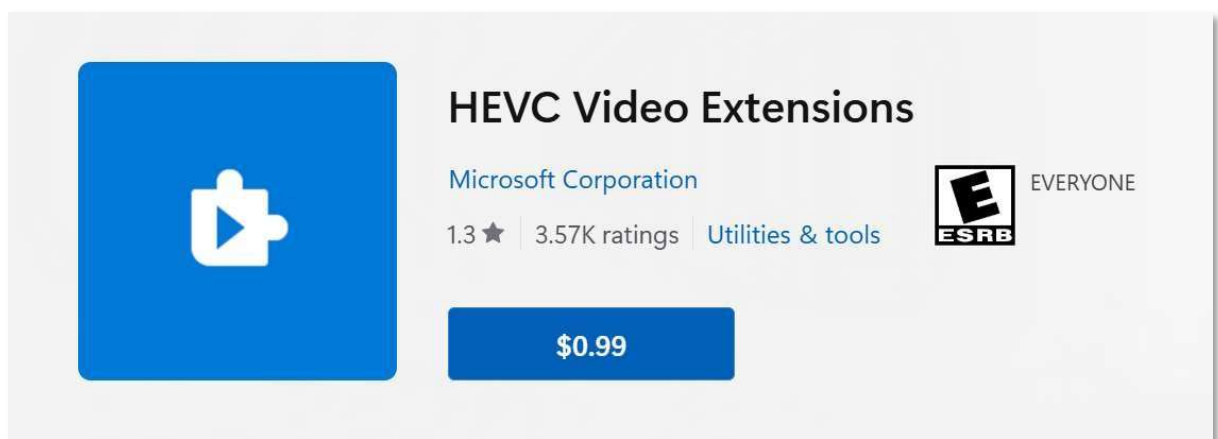 HEVC Video Extensions
Microsoft Corporation
1.3 ★ 3.57K ratings Utilities & tools
E EVERYONE
ESRB
$0.99